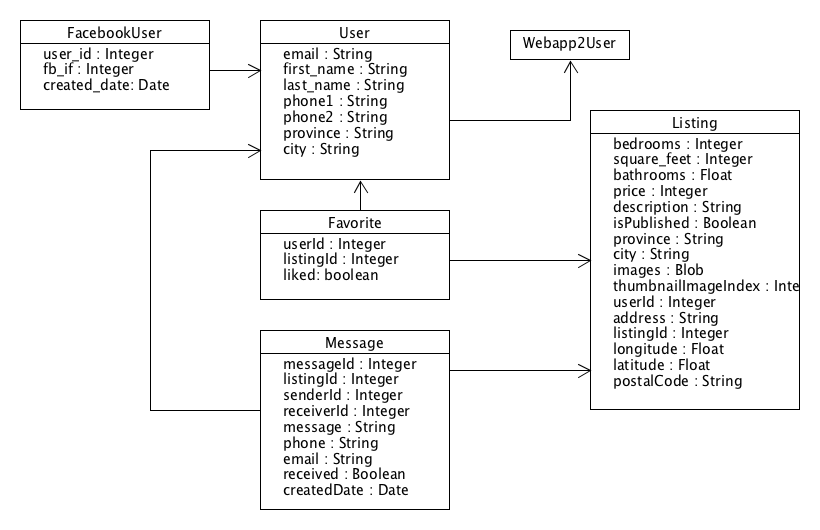 FacebookUser
user_id : Integer
fb_if : Integer
created_date: Date
User
email : String
first_name : String
last_name : String
phone1 : String
phone2 : String
province : String
city : String
Webapp2User
Listing
bedrooms : Integer
square_feet : Integer
bathrooms : Float
price : Integer
description : String
isPublished : Boolean
province : String
city : String
images : Blob
thumbnailImageIndex : Inte
userId : Integer
address : String
listingId : Integer
longitude : Float
latitude : Float
postalCode : String
Favorite
userId : Integer
listingId : Integer
liked: boolean
Message
messageId : Integer
listingId : Integer
senderId : Integer
receiverId : Integer
message : String
phone : String
email : String
received : Boolean
createdDate : Date